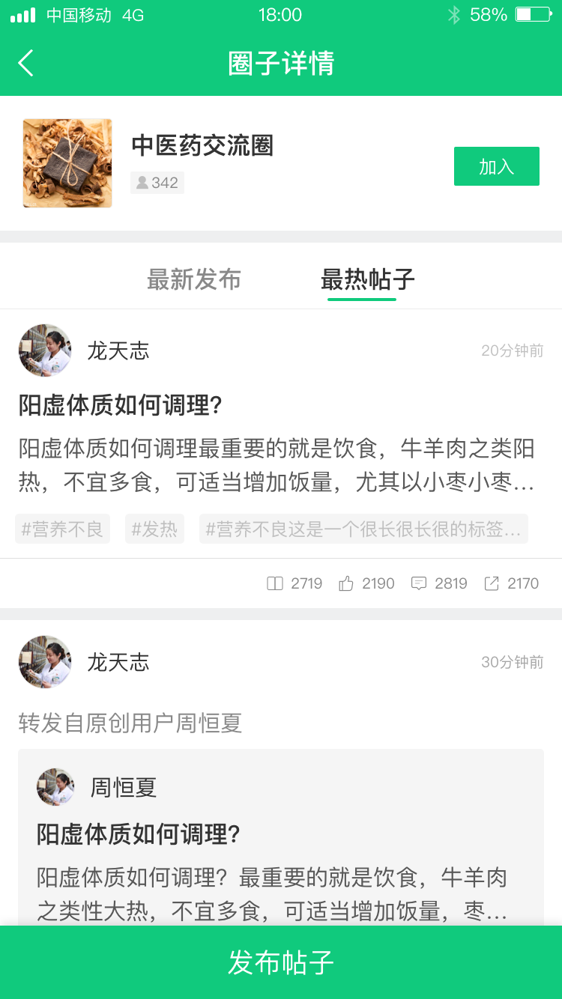 中国移动 4G 18:00 58%
圈子详情
中医药交流圈
342
加入
最新发布 最热帖子
龙天志 20分钟前
阳虚体质如何调理?
阳虚体质如何调理最重要的就是饮食，牛羊肉之类阳
热，不宜多食，可适当增加饭量，尤其以小枣小枣...
#营养不良 #发热 #营养不良这是一个很长很长很的标签...
2719 2190 2819 2170
龙天志 30分钟前
转发自原创用户周恒夏
周恒夏
阳虚体质如何调理?
阳虚体质如何调理？最重要的就是饮食，牛羊肉
之类性大热，不宜多食，可适当增加饭量，枣...
发布帖子